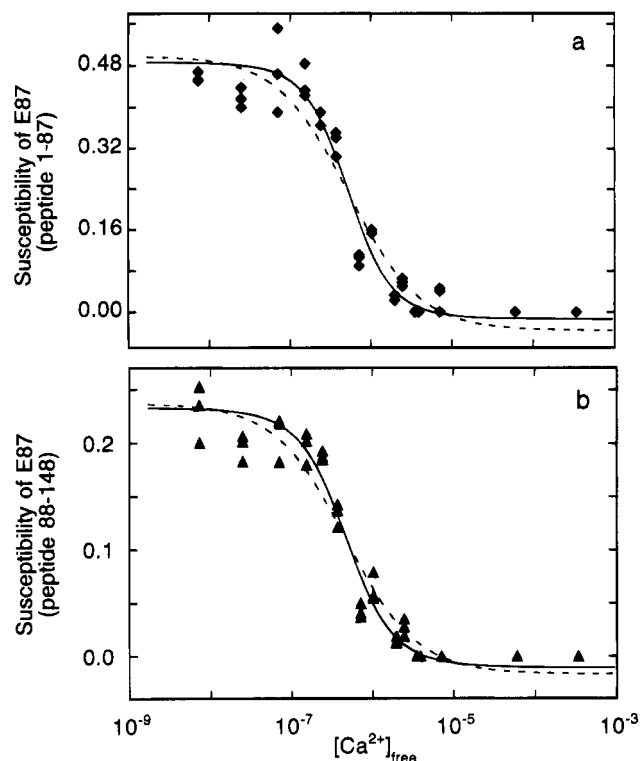 a
Susceptibility of E87
(peptide 1-87)
0.48
0.32
0.16
0.00
b
Susceptibility of E87
(peptide 88-148)
0.2
0.1
0.0
10⁻⁹
10⁻⁷
10⁻⁵
10⁻³
[Ca²⁺]free